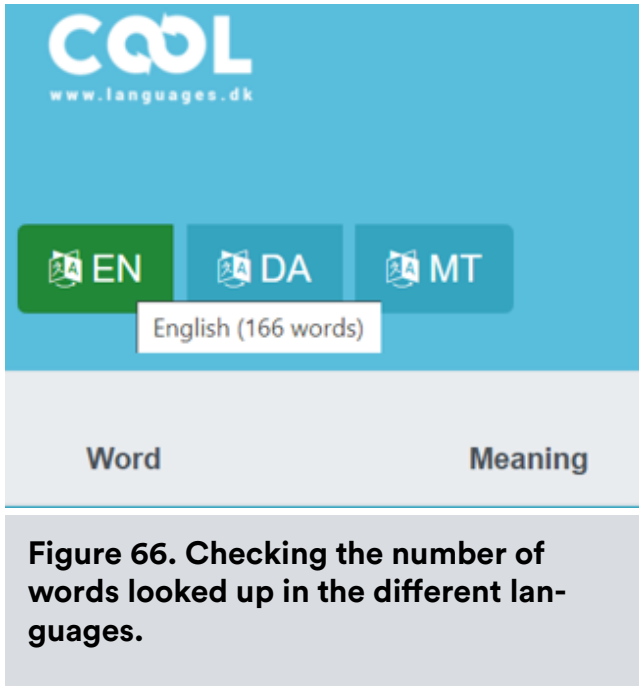 COOL
www.languages.dk
EN DA MT
English (166 words)
Word Meaning
Figure 66. Checking the number of
words looked up in the different lan-
guages.